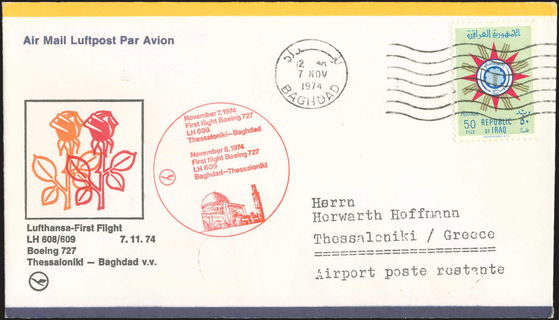 Air Mail Luftpost Par Avion
بغداد
12
7 NOV
1974
BAGHDAD
الجمهورية العراقية
POSTAGE
50
FILS
REPUBLIC
OF IRAQ
٥٠
November 7, 1974
First flight Boeing 727
LH 608
Thessaloniki—Baghdad
November 8, 1974
First flight Boeing 727
LH 609
Baghdad—Thessaloniki
Lufthansa-First Flight
LH 608/609 7. 11. 74
Boeing 727
Thessaloniki — Baghdad v.v.
Herrn
Horwarth Hoffmann
Thessaloniki / Greece
=====================
Airport poste restante